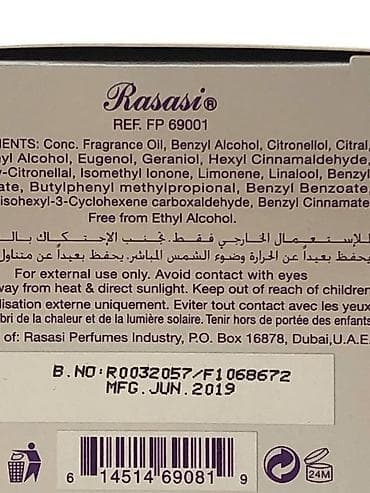 Rasasi®
REF. FP 69001
ENTS: Conc. Fragrance Oil, Benzyl Alcohol, Citronellol, Citral,
yl Alcohol, Eugenol, Geraniol, Hexyl Cinnamaldehyde,
y-Citronellal, Isomethyl Ionone, Limonene, Linalool, Benzyl
ate, Butylphenyl methylpropional, Benzyl Benzoate,
isohexyl-3-Cyclohexene carboxaldehyde, Benzyl Cinnamate
Free from Ethyl Alcohol.
للإستعمال الخارجي فقط. تجنب الإحتكاك بال
يحفظ بعيداً عن الحرارة وضوء الشمس المباشر. يحفظ بعيداً عن متناول
For external use only. Avoid contact with eyes
way from heat & direct sunlight. Keep out of reach of children
ilisation externe uniquement. Eviter tout contact avec les yeux
bri de la chaleur et de la lumière solaire. Tenir hors de portée des enfants
of: Rasasi Perfumes Industry, P.O. Box 16878, Dubai, U.A.E.
B.NO:R0032057/F1068672
MFG.JUN.2019
6 14514 69081 9
24M